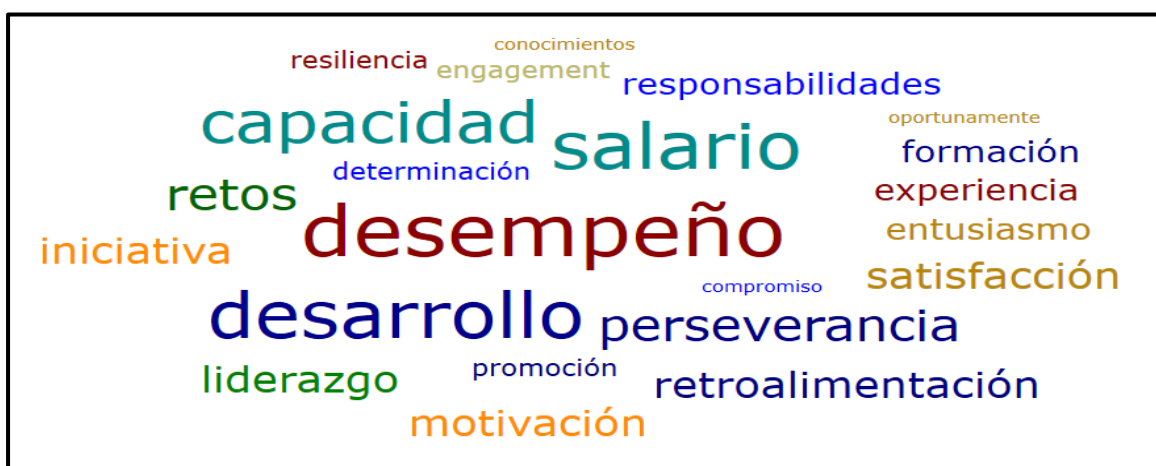 conocimientos
resiliencia
engagement
responsabilidades
capacidad
salario
oportunamente
formación
determinación
retos
experiencia
desempeño
entusiasmo
iniciativa
satisfacción
compromiso
desarrollo
perseverancia
promoción
liderazgo
retroalimentación
motivación